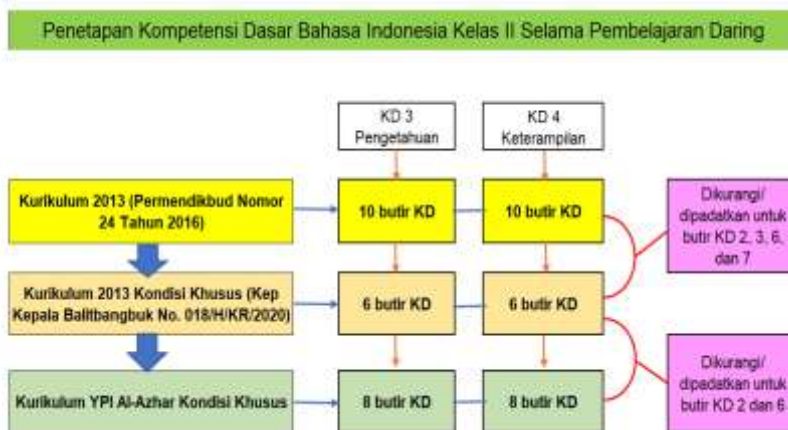 Penetapan Kompetensi Dasar Bahasa Indonesia Kelas II Selama Pembelajaran Daring
KD 3
Pengetahuan
KD 4
Keterampilan
Kurikulum 2013 (Permendikbud Nomor
24 Tahun 2016)
10 butir KD
10 butir KD
Dikurangi/
dipadatkan untuk
butir KD 2, 3, 6,
dan 7
Kurikulum 2013 Kondisi Khusus (Kep
Kepala Balitbangbuk No. 018/H/KR/2020)
6 butir KD
6 butir KD
Kurikulum YPI Al-Azhar Kondisi Khusus
8 butir KD
8 butir KD
Dikurangi/
dipadatkan untuk
butir KD 2 dan 6